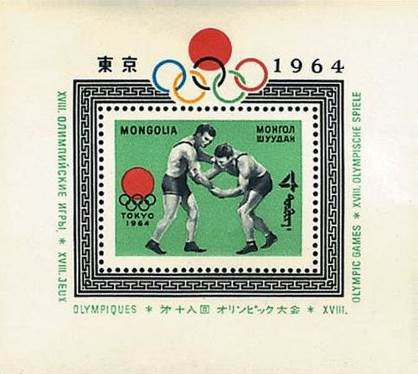 東京 1964
MONGOLIA
МОНГОЛ
ШУУДАН
TOKYO
1964
XVIII. ОЛИМПИЙСКИЕ ИГРЫ, * XVIII. JEUX
OLYMPIQUES * 第十八回 オリンピック大会 * XVIII.
OLYMPIC GAMES * XVIII. OLYMPISCHE SPIELE